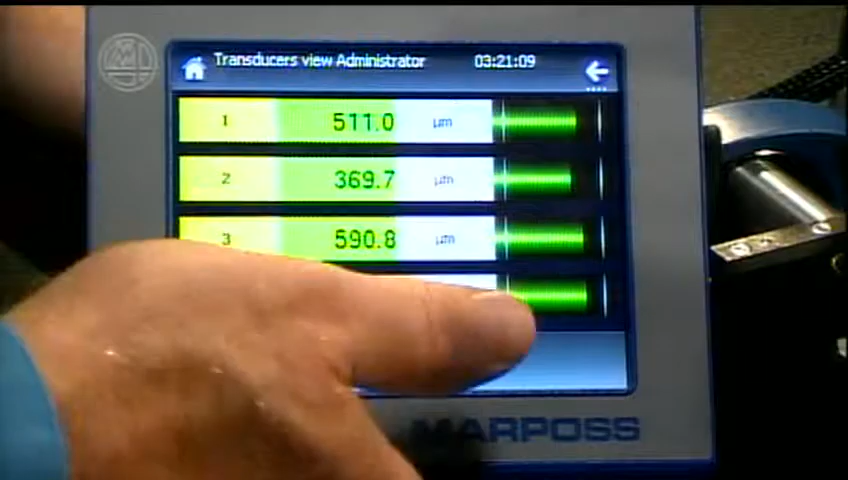 Transducers view Administrator 03:21:09
1 511.0 µm
2 369.7 µm
3 590.8 µm
MARPOSS